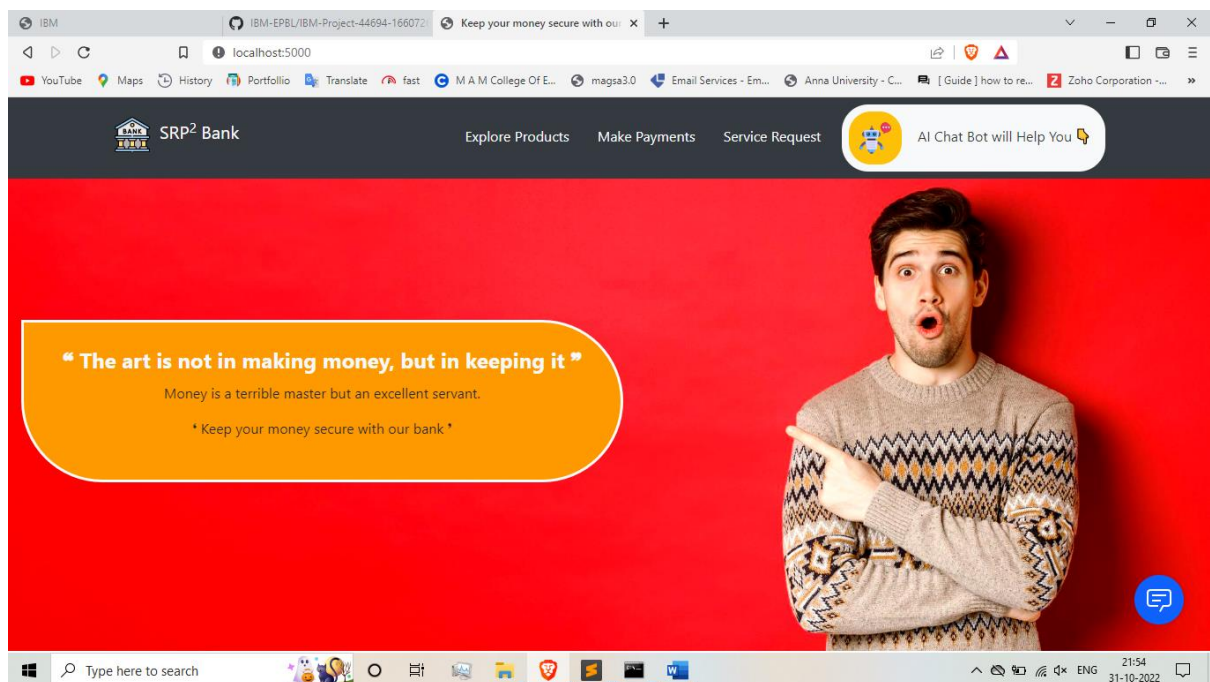 IBM
IBM-EPBL/IBM-Project-44694-166072
Keep your money secure with our
localhost:5000
YouTube Maps History Portfollio Translate fast M A M College Of E... magsa3.0 Email Services - Em... Anna University - C... [ Guide ] how to re... Zoho Corporation -...
SRP² Bank
Explore Products Make Payments Service Request
AI Chat Bot will Help You
❝ The art is not in making money, but in keeping it ❞
Money is a terrible master but an excellent servant.
❛ Keep your money secure with our bank ❜
Type here to search
ENG
21:54
31-10-2022